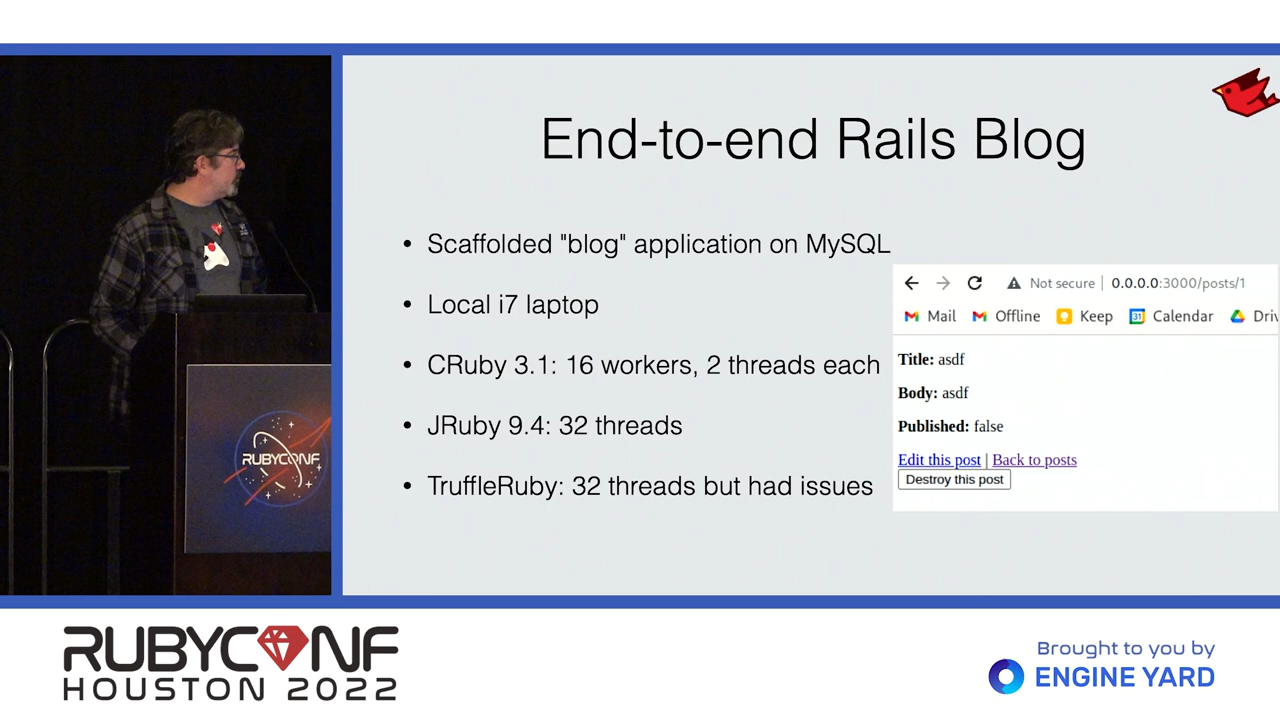 End-to-end Rails Blog
• Scaffolded "blog" application on MySQL
• Local i7 laptop
• CRuby 3.1: 16 workers, 2 threads each
• JRuby 9.4: 32 threads
• TruffleRuby: 32 threads but had issues
Not secure | 0.0.0.0:3000/posts/1
Mail Offline Keep 31 Calendar Driv
Title: asdf
Body: asdf
Published: false
Edit this post | Back to posts
Destroy this post
RUBYCONF
RUBYCONF
HOUSTON 2022
Brought to you by
ENGINE YARD